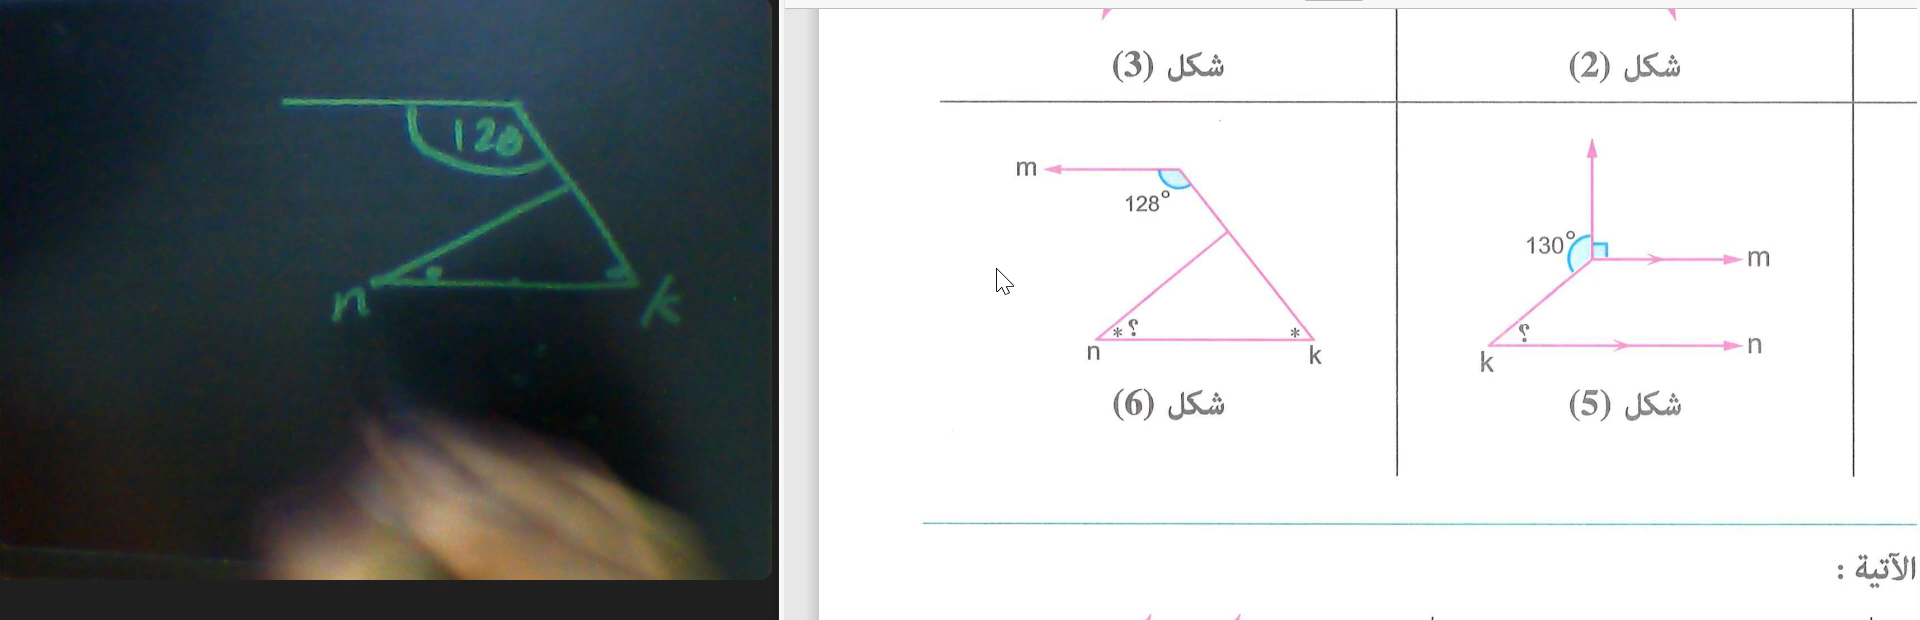 128
n
k
شكل (3)
شكل (2)
m
128°
* ؟
*
n
k
شكل (6)
130°
m
؟
n
k
شكل (5)
الآتية :